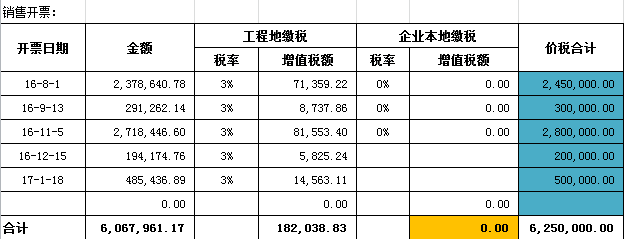 销售开票：
开票日期 金额 工程地缴税 企业本地缴税 价税合计
税率 增值税额 税率 增值税额
16-8-1 2,378,640.78 3% 71,359.22 0% 0.00 2,450,000.00
16-9-13 291,262.14 3% 8,737.86 0% 0.00 300,000.00
16-11-5 2,718,446.60 3% 81,553.40 0% 0.00 2,800,000.00
16-12-15 194,174.76 3% 5,825.24 200,000.00
17-1-18 485,436.89 3% 14,563.11 500,000.00
0.00 0.00 0.00 0.00
合计 6,067,961.17 182,038.83 0.00 6,250,000.00